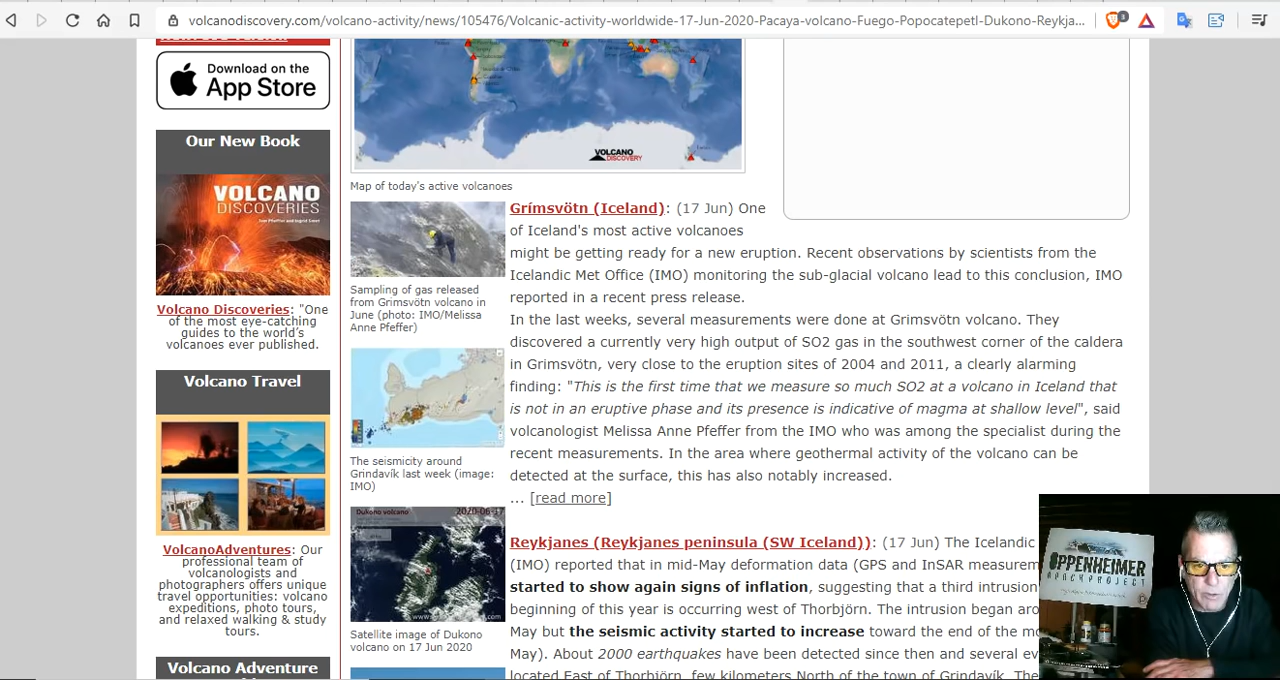 volcanodiscovery.com/volcano-activity/news/105476/Volcanic-activity-worldwide-17-Jun-2020-Pacaya-volcano-Fuego-Popocatepetl-Dukono-Reykja...
3
Download on the
App Store
Our New Book
VOLCANO
DISCOVERIES
Volcano Discoveries: "One
of the most eye-catching
guides to the world's
volcanoes ever published.
Volcano Travel
VolcanoAdventures: Our
professional team of
volcanologists and
photographers offers unique
travel opportunities: volcano
expeditions, photo tours,
and relaxed walking & study
tours.
Volcano Adventure
VOLCANO
DISCOVERY
Map of today's active volcanoes
Sampling of gas released
from Grimsvötn volcano in
June (photo: IMO/Melissa
Anne Pfeffer)
The seismicity around
Grindavík last week (image:
IMO)
Dukono volcano
2020-06-17
Satellite image of Dukono
volcano on 17 Jun 2020
Grímsvötn (Iceland): (17 Jun) One
of Iceland's most active volcanoes
might be getting ready for a new eruption. Recent observations by scientists from the
Icelandic Met Office (IMO) monitoring the sub-glacial volcano lead to this conclusion, IMO
reported in a recent press release.
In the last weeks, several measurements were done at Grimsvötn volcano. They
discovered a currently very high output of SO2 gas in the southwest corner of the caldera
in Grimsvötn, very close to the eruption sites of 2004 and 2011, a clearly alarming
finding: "This is the first time that we measure so much SO2 at a volcano in Iceland that
is not in an eruptive phase and its presence is indicative of magma at shallow level", said
volcanologist Melissa Anne Pfeffer from the IMO who was among the specialist during the
recent measurements. In the area where geothermal activity of the volcano can be
detected at the surface, this has also notably increased.
... [read more]
Reykjanes (Reykjanes peninsula (SW Iceland)): (17 Jun) The Icelandic
(IMO) reported that in mid-May deformation data (GPS and InSAR measurem
started to show again signs of inflation, suggesting that a third intrusion
beginning of this year is occurring west of Thorbjörn. The intrusion began aro
May but the seismic activity started to increase toward the end of the mo
May). About 2000 earthquakes have been detected since then and several ev
located East of Thorbjörn, few kilometers North of the town of Grindavík. The
OPPENHEIMER
RANCH PROJECT